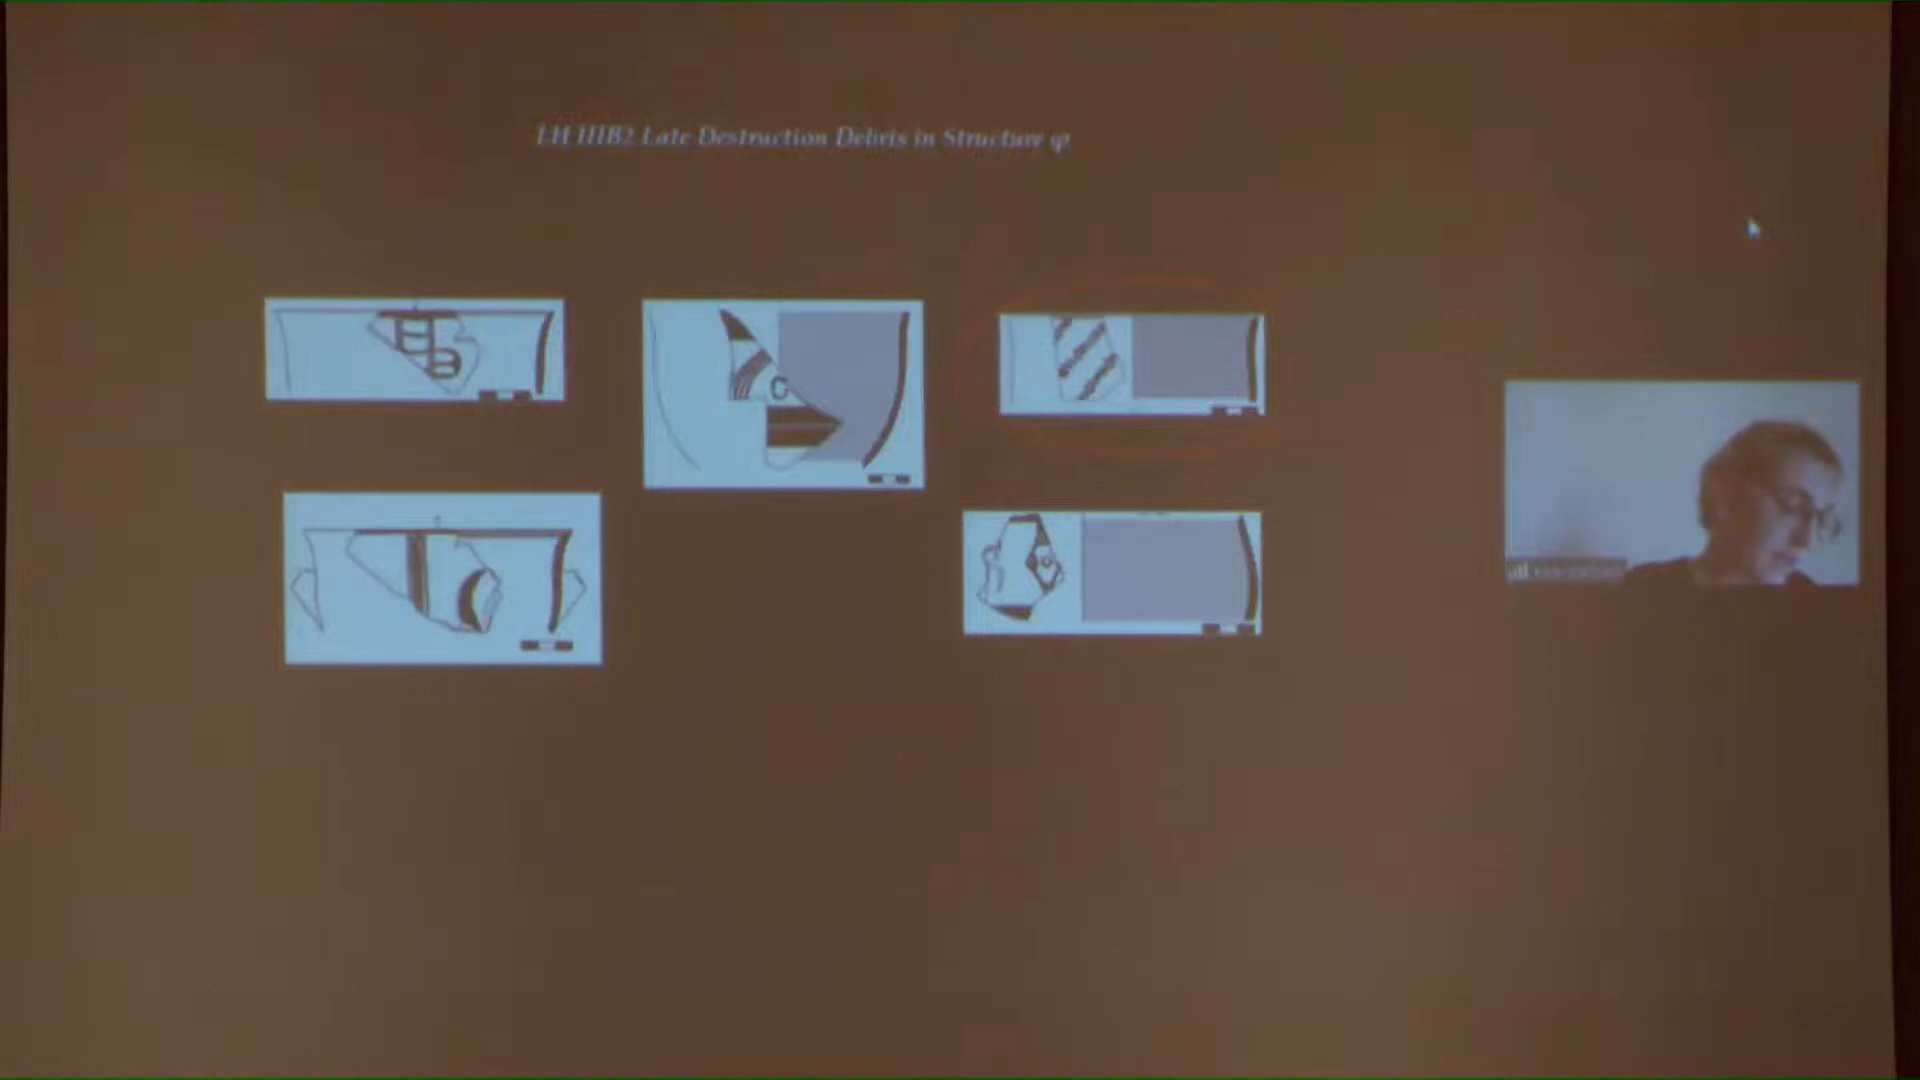 LH IIIB2 Late Destruction Debris in Structure φ